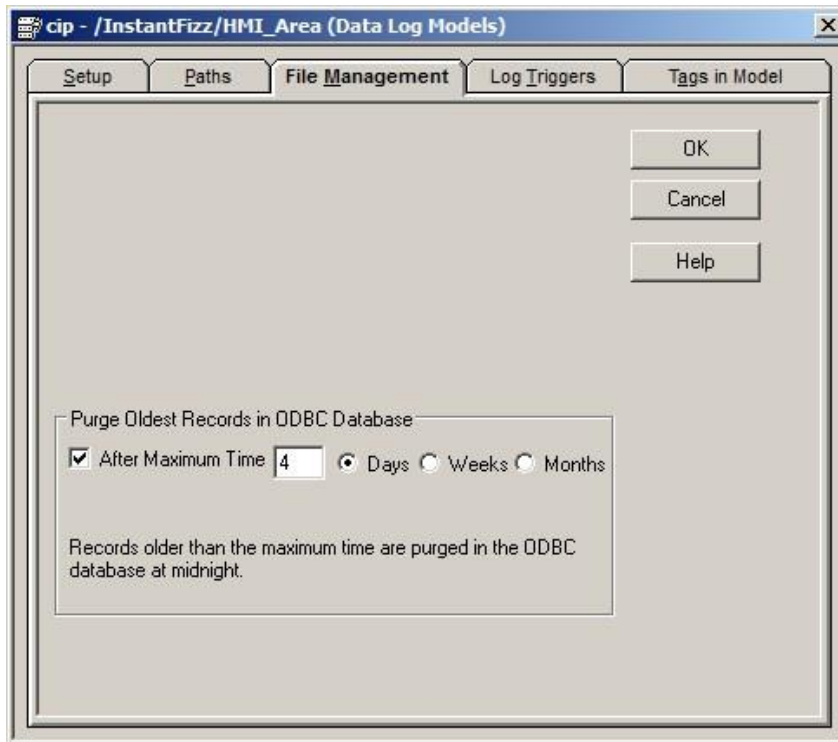 cip - /InstantFizz/HMI_Area (Data Log Models)
Setup
Paths
File Management
Log Triggers
Tags in Model
OK
Cancel
Help
Purge Oldest Records in ODBC Database
After Maximum Time 4 Days Weeks Months
Records older than the maximum time are purged in the ODBC
database at midnight.